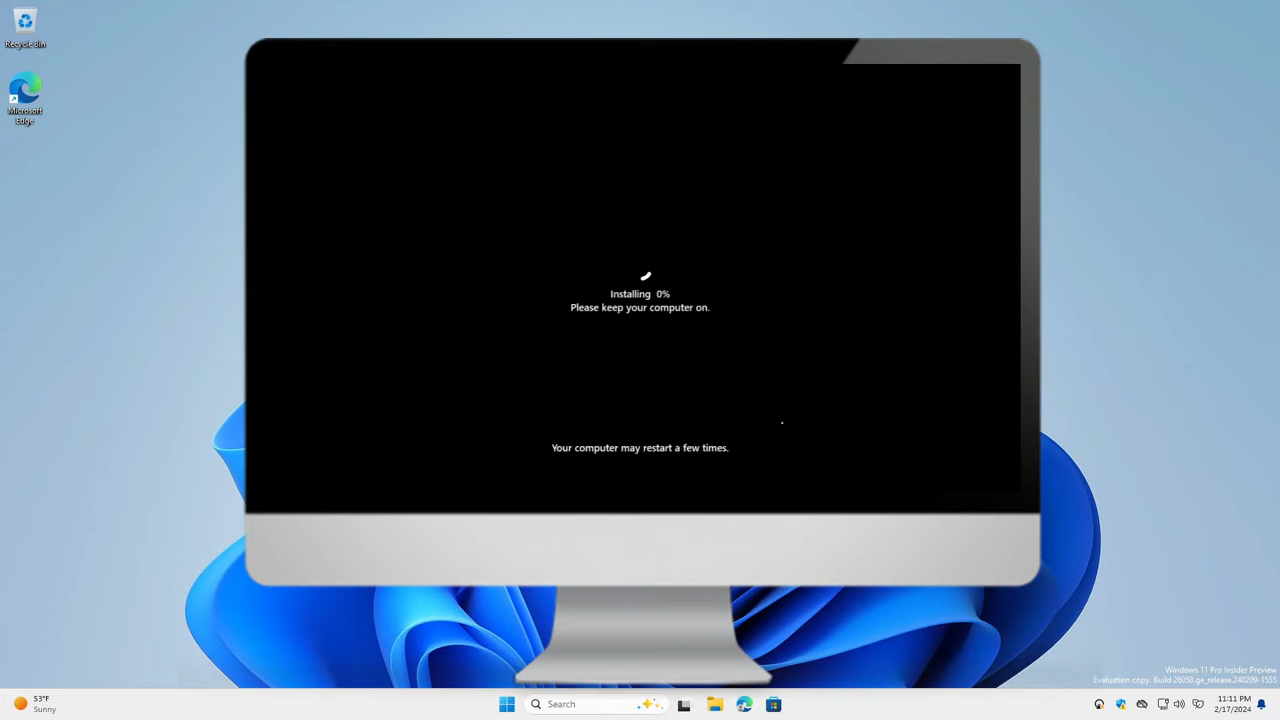 Recycle Bin
Microsoft
Edge
Installing 0%
Please keep your computer on.
Your computer may restart a few times.
Windows 11 Pro Insider Preview
Evaluation copy. Build 26058.ge_release.240209-1555
53°F
Sunny
Search
11:11 PM
2/17/2024